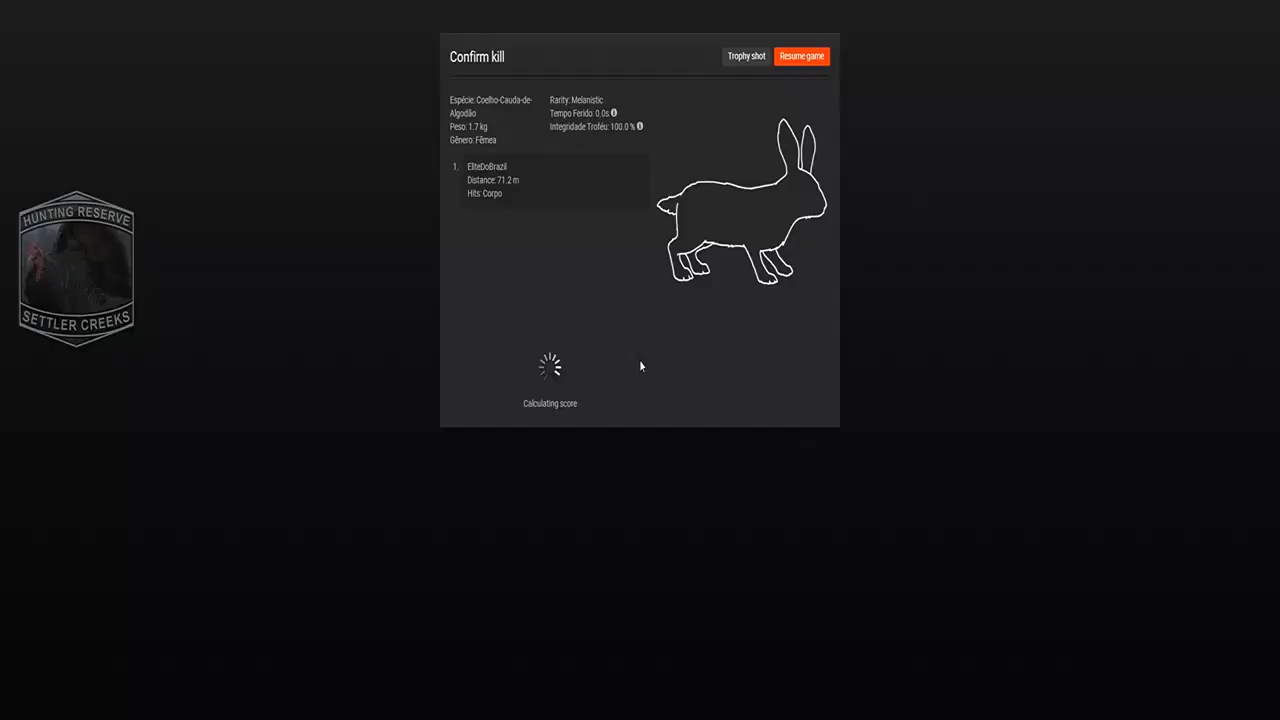 Confirm kill
Trophy shot
Resume game
Espécie: Coelho-Cauda-de-
Algodão
Peso: 1.7 kg
Gênero: Fêmea
Rarity: Melanistic
Tempo Ferido: 0.0s
Integridade Troféu: 100.0 %
1. EliteDoBrazil
Distance: 71.2 m
Hits: Corpo
HUNTING RESERVE
SETTLER CREEKS
Calculating score